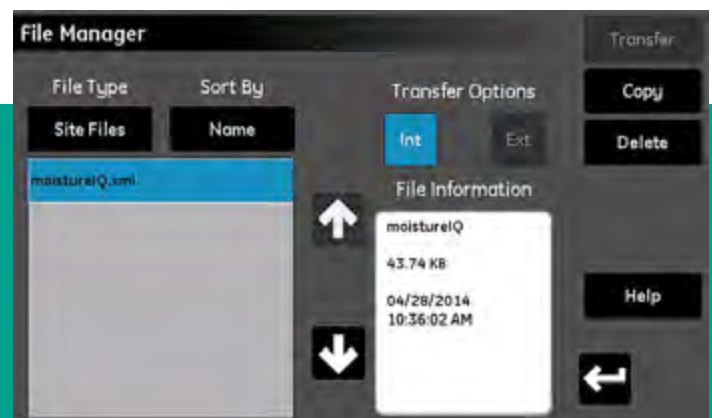 File Manager
Transfer
File Type
Sort By
Transfer Options
Copy
Site Files
Name
Int
Ext
Delete
moistureIQ.xml
File Information
moistureIQ
43.74 KB
04/28/2014
10:36:02 AM
Help